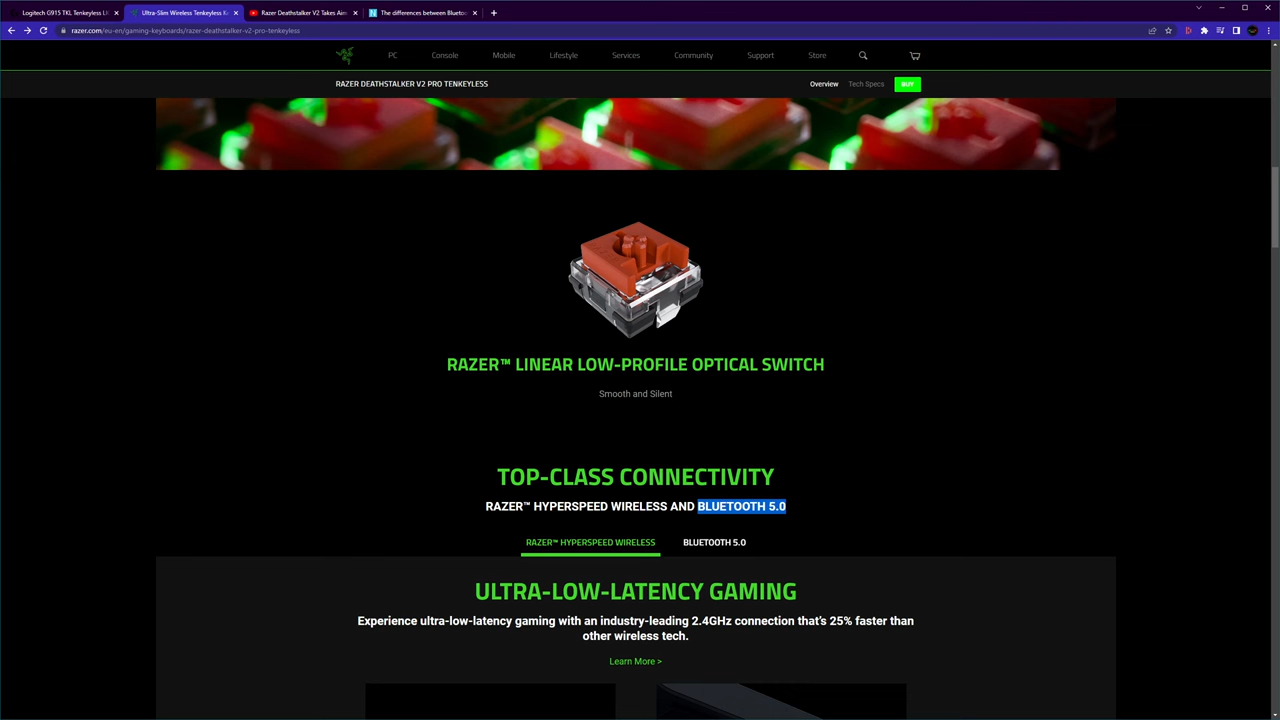 Logitech G915 TKL Tenkeyless LI
Ultra-Slim Wireless Tenkeyless K
Razer Deathstalker V2 Takes Aim
The differences between Bluetoo
razer.com/eu-en/gaming-keyboards/razer-deathstalker-v2-pro-tenkeyless
PC Console Mobile Lifestyle Services Community Support Store
RAZER DEATHSTALKER V2 PRO TENKEYLESS Overview Tech Specs BUY
RAZER™ LINEAR LOW-PROFILE OPTICAL SWITCH
Smooth and Silent
TOP-CLASS CONNECTIVITY
RAZER™ HYPERSPEED WIRELESS AND BLUETOOTH 5.0
RAZER™ HYPERSPEED WIRELESS BLUETOOTH 5.0
ULTRA-LOW-LATENCY GAMING
Experience ultra-low-latency gaming with an industry-leading 2.4GHz connection that's 25% faster than
other wireless tech.
Learn More >